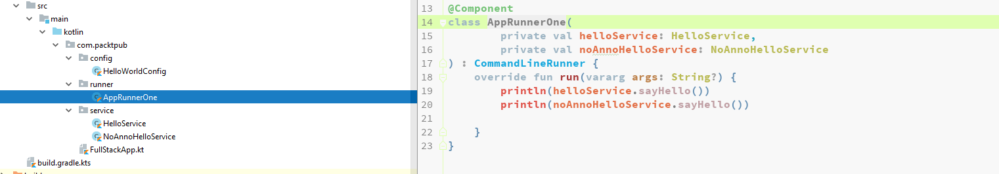 src
main
kotlin
com.packtpub
config
HelloWorldConfig
runner
AppRunnerOne
service
HelloService
NoAnnoHelloService
FullStackApp.kt
build.gradle.kts
13 @Component
14 class AppRunnerOne(
15 private val helloService: HelloService,
16 private val noAnnoHelloService: NoAnnoHelloService
17 ) : CommandLineRunner {
18 override fun run(vararg args: String?) {
19 println(helloService.sayHello())
20 println(noAnnoHelloService.sayHello())
21
22 }
23 }